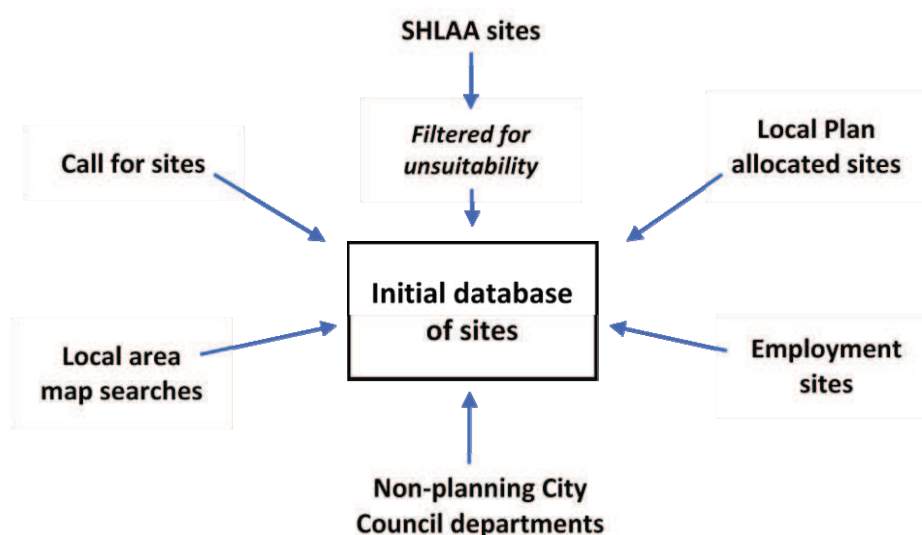 SHLAA sites
Filtered for
unsuitability
Call for sites
Local Plan
allocated sites
Initial database
of sites
Local area
map searches
Employment
sites
Non-planning City
Council departments